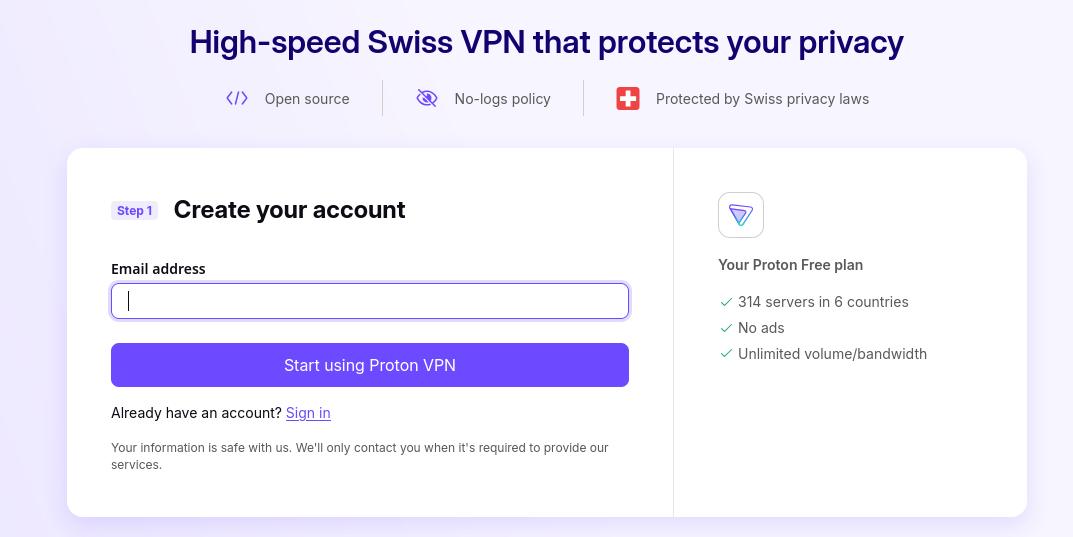 High-speed Swiss VPN that protects your privacy
Open source
No-logs policy
Protected by Swiss privacy laws
Step 1
Create your account
Email address
Start using Proton VPN
Already have an account? Sign in
Your information is safe with us. We'll only contact you when it's required to provide our
services.
Your Proton Free plan
314 servers in 6 countries
No ads
Unlimited volume/bandwidth